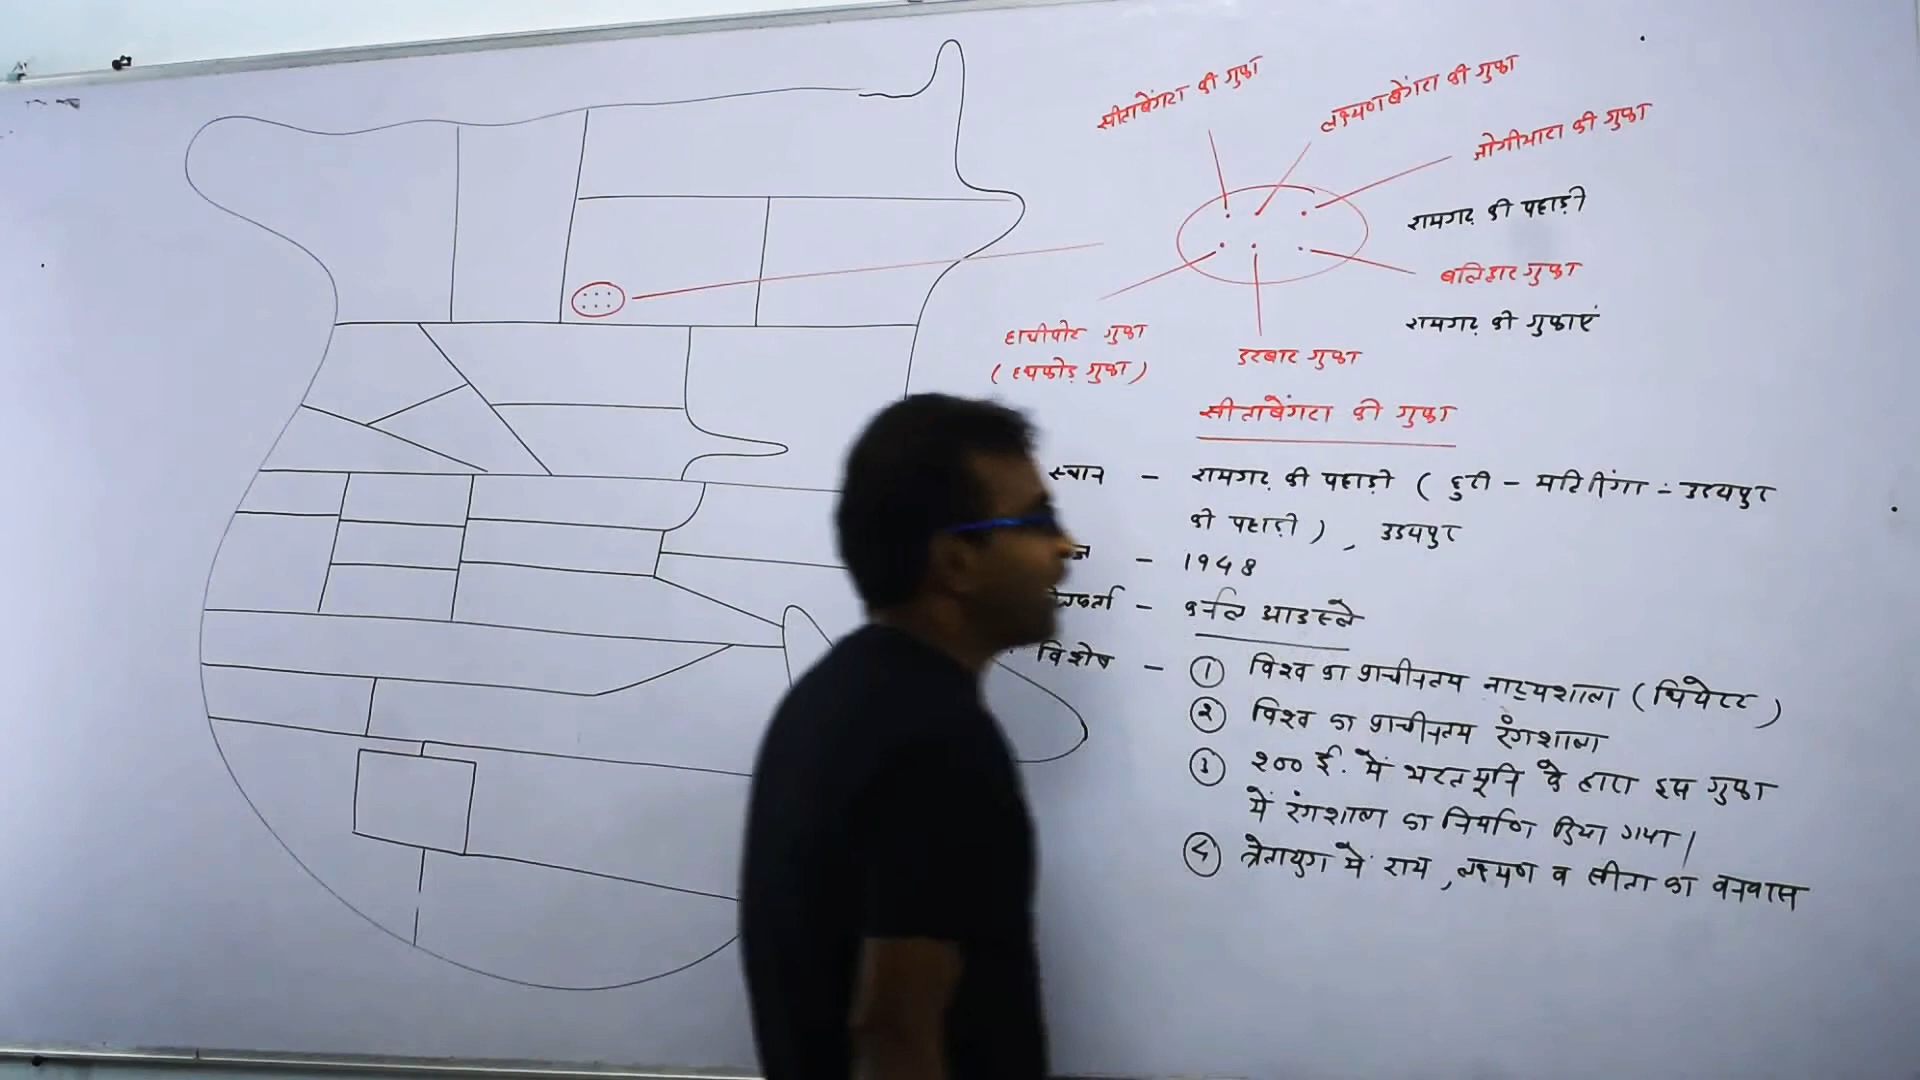 सीताबेंगरा की गुफा
लक्ष्मणबेंगरा की गुफा
जोगीमारा की गुफा
रामगढ़ की पहाड़ी
बलिहार गुफा
रामगढ़ की गुफाएं
हाथीपोट गुफा
(हथफोड़ गुफा)
दरबार गुफा
सीताबेंगरा की गुफा
स्थान - रामगढ़ की पहाड़ी (दुरी - उदयपुर
की पहाड़ी), उदयपुर
- 1948
- कर्नल आउस्ले
विशेष - ① विश्व का प्राचीनतम नाट्यशाला (थियेटर)
② विश्व का प्राचीनतम रंगशाला
③ २०० ई. में भरतमुनि के द्वारा इस गुफा
में रंगशाला का निर्माण किया गया।
④ त्रेतायुग में राम, लक्ष्मण व सीता का वनवास